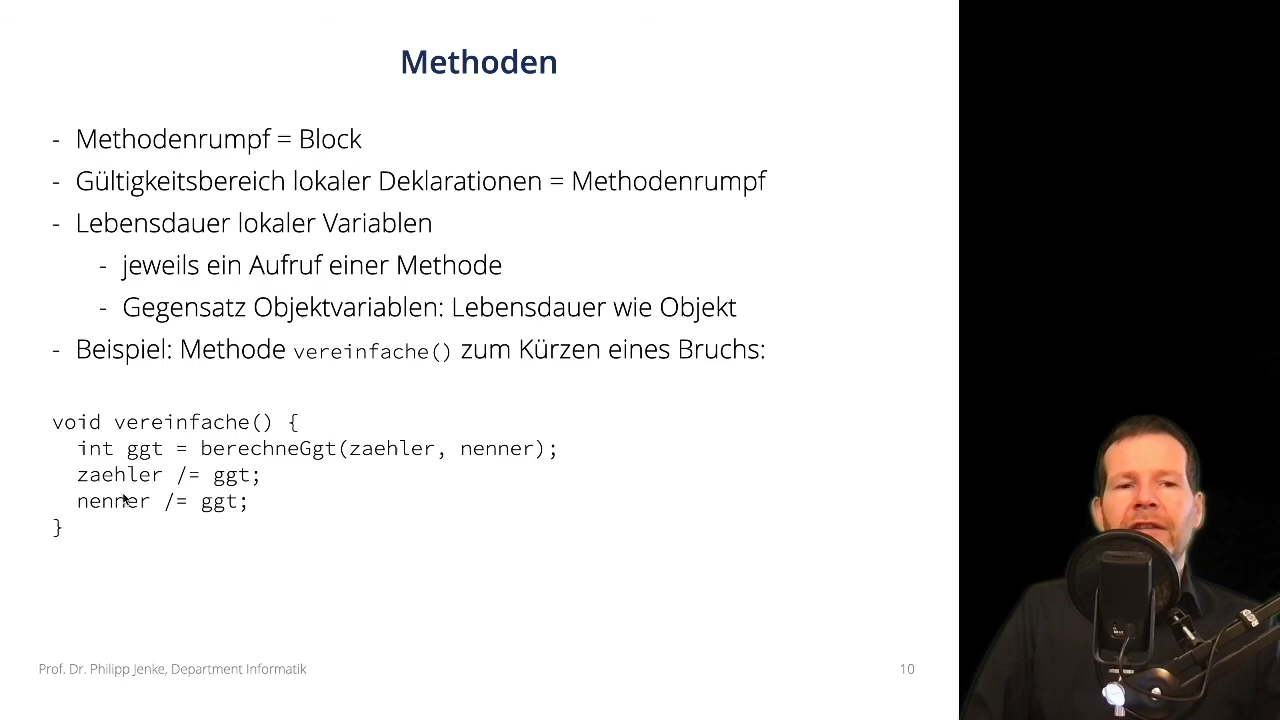 Methoden
- Methodenrumpf = Block
- Gültigkeitsbereich lokaler Deklarationen = Methodenrumpf
- Lebensdauer lokaler Variablen
- jeweils ein Aufruf einer Methode
- Gegensatz Objektvariablen: Lebensdauer wie Objekt
- Beispiel: Methode vereinfache() zum Kürzen eines Bruchs:
void vereinfache() {
int ggt = berechneGgt(zaehler, nenner);
zaehler /= ggt;
nenner /= ggt;
}
Prof. Dr. Philipp Jenke, Department Informatik
10